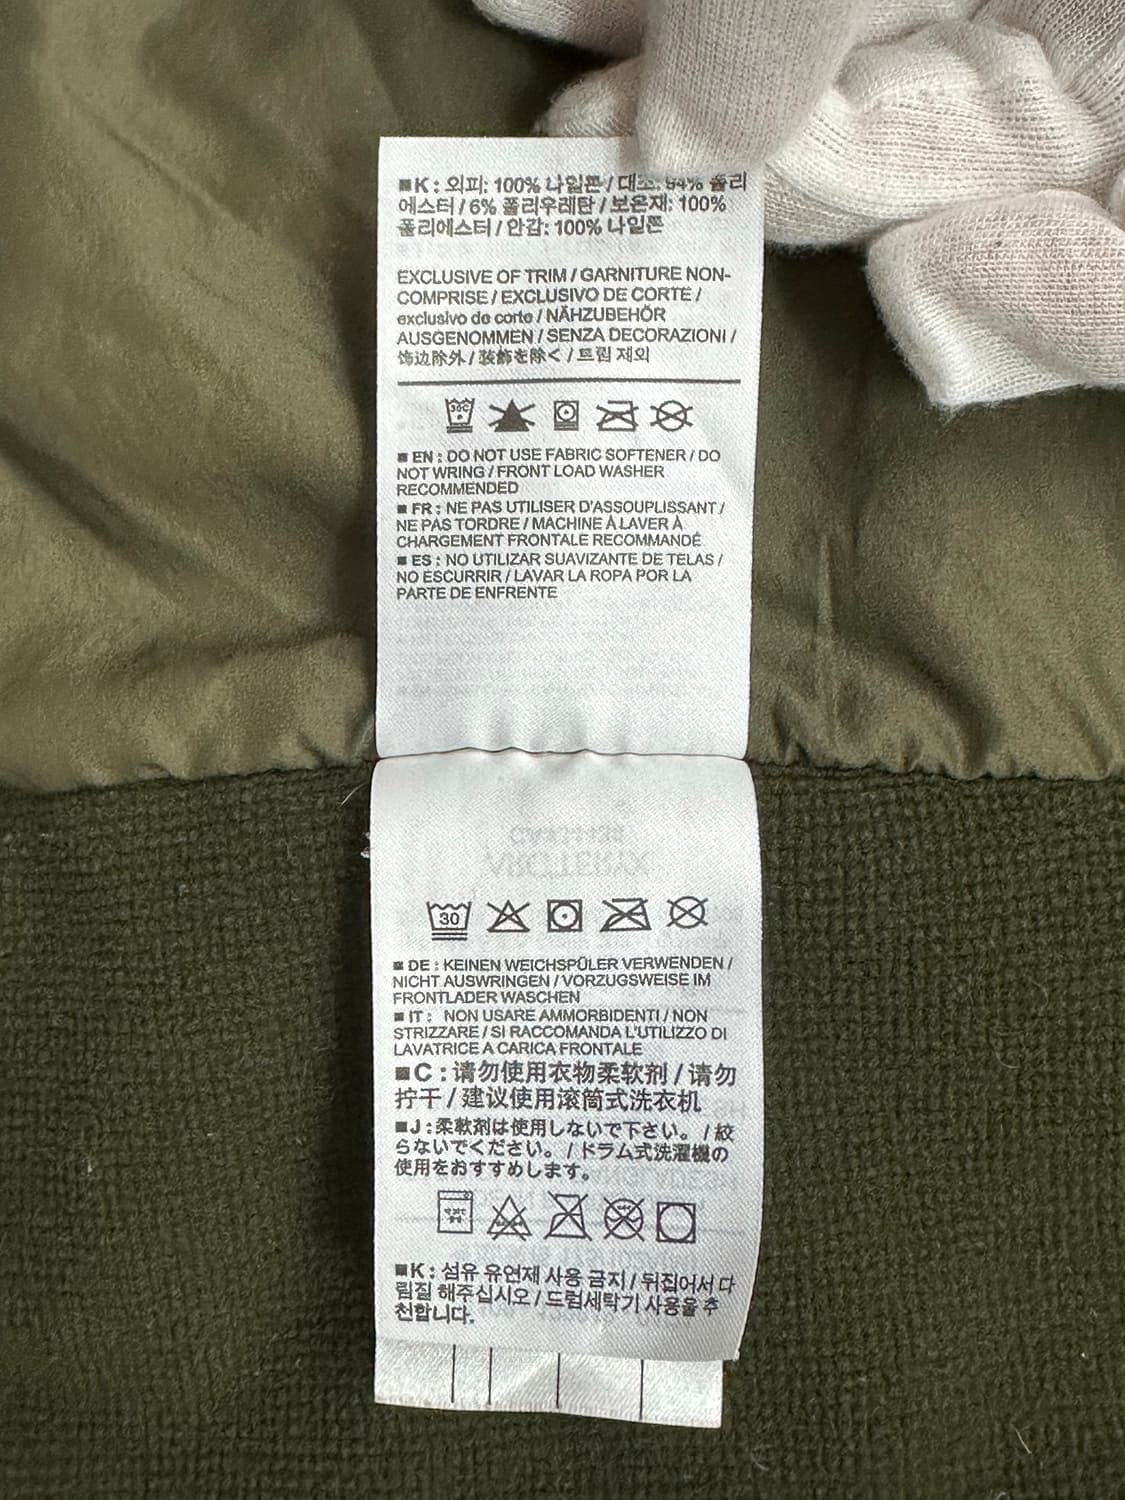 ■K: 외피: 100% 나일론 / 대조: 94% 폴리
에스터 / 6% 폴리우레탄 / 보온재: 100%
폴리에스터 / 안감: 100% 나일론
EXCLUSIVE OF TRIM / GARNITURE NON-
COMPRISE / EXCLUSIVO DE CORTE /
exclusivo de corte / NÄHZUBEHÖR
AUSGENOMMEN / SENZA DECORAZIONI /
饰边除外 / 装飾を除く / 트림 제외
30C
■ EN : DO NOT USE FABRIC SOFTENER / DO
NOT WRING / FRONT LOAD WASHER
RECOMMENDED
■ FR : NE PAS UTILISER D'ASSOUPLISSANT /
NE PAS TORDRE / MACHINE À LAVER À
CHARGEMENT FRONTALE RECOMMANDÉ
■ ES : NO UTILIZAR SUAVIZANTE DE TELAS /
NO ESCURRIR / LAVAR LA ROPA POR LA
PARTE DE ENFRENTE
30
■ DE : KEINEN WEICHSPÜLER VERWENDEN /
NICHT AUSWRINGEN / VORZUGSWEISE IM
FRONTLADER WASCHEN
■ IT : NON USARE AMMORBIDENTI / NON
STRIZZARE / SI RACCOMANDA L'UTILIZZO DI
LAVATRICE A CARICA FRONTALE
■C : 请勿使用衣物柔软剂 / 请勿
拧干 / 建议使用滚筒式洗衣机
■J : 柔軟剤は使用しないで下さい。 / 絞
らないでください。 / ドラム式洗濯機の
使用をおすすめします。
■K : 섬유 유연제 사용 금지 / 뒤집어서 다
림질 해주십시오 / 드럼세탁기 사용을 추
천합니다.